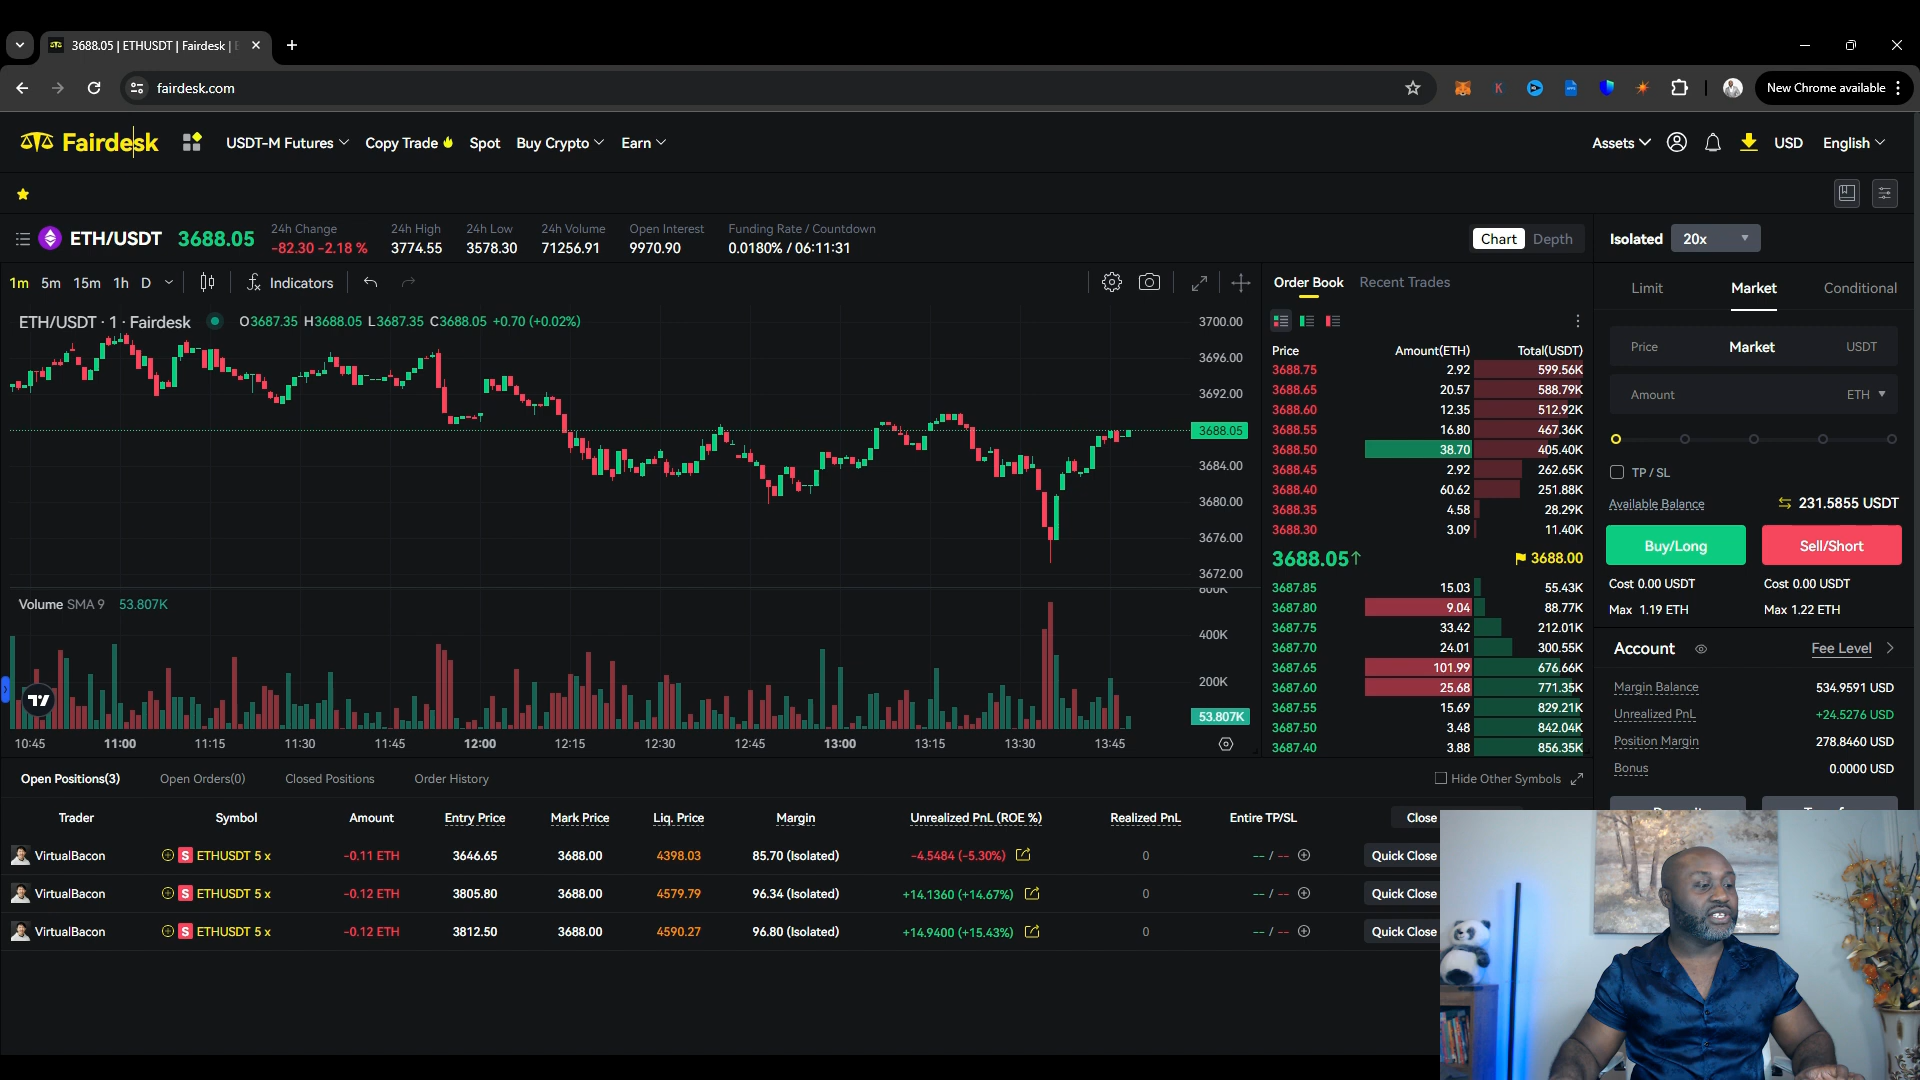 3688.05 | ETHUSDT | Fairdesk |
fairdesk.com
New Chrome available
Fairdesk
USDT-M Futures
Copy Trade
Spot
Buy Crypto
Earn
Assets
USD
English
ETH/USDT
3688.05
24h Change
-82.30 -2.18 %
24h High
3774.55
24h Low
3578.30
24h Volume
71256.91
Open Interest
9970.90
Funding Rate / Countdown
0.0180% / 06:11:31
Chart
Depth
Isolated
20x
1m 5m 15m 1h D
Indicators
ETH/USDT · 1 · Fairdesk
O3687.35 H3688.05 L3687.35 C3688.05 +0.70 (+0.02%)
3700.00
3696.00
3692.00
3688.05
3684.00
3680.00
3676.00
3672.00
Volume SMA 9 53.807K
800K
400K
200K
53.807K
10:45 11:00 11:15 11:30 11:45 12:00 12:15 12:30 12:45 13:00 13:15 13:30 13:45
Order Book
Recent Trades
Price Amount(ETH) Total(USDT)
3688.75 2.92 599.56K
3688.65 20.57 588.79K
3688.60 12.35 512.92K
3688.55 16.80 467.36K
3688.50 38.70 405.40K
3688.45 2.92 262.65K
3688.40 60.62 251.88K
3688.35 4.58 28.29K
3688.30 3.09 11.40K
3688.05↑ 3688.00
3687.85 15.03 55.43K
3687.80 9.04 88.77K
3687.75 33.42 212.01K
3687.70 24.01 300.55K
3687.65 101.99 676.66K
3687.60 25.68 771.35K
3687.55 15.69 829.21K
3687.50 3.48 842.04K
3687.40 3.88 856.35K
Limit Market Conditional
Price Market USDT
Amount ETH
TP / SL
Available Balance 231.5855 USDT
Buy/Long Sell/Short
Cost 0.00 USDT Cost 0.00 USDT
Max 1.19 ETH Max 1.22 ETH
Account Fee Level
Margin Balance 534.9591 USD
Unrealized PnL +24.5276 USD
Position Margin 278.8460 USD
Bonus 0.0000 USD
Open Positions(3)
Open Orders(0)
Closed Positions
Order History
Hide Other Symbols
Trader Symbol Amount Entry Price Mark Price Liq. Price Margin Unrealized PnL (ROE %) Realized PnL Entire TP/SL Close
VirtualBacon S ETHUSDT 5 x -0.11 ETH 3646.65 3688.00 4398.03 85.70 (Isolated) -4.5484 (-5.30%) 0 -- / -- Quick Close
VirtualBacon S ETHUSDT 5 x -0.12 ETH 3805.80 3688.00 4579.79 96.34 (Isolated) +14.1360 (+14.67%) 0 -- / -- Quick Close
VirtualBacon S ETHUSDT 5 x -0.12 ETH 3812.50 3688.00 4590.27 96.80 (Isolated) +14.9400 (+15.43%) 0 -- / -- Quick Close